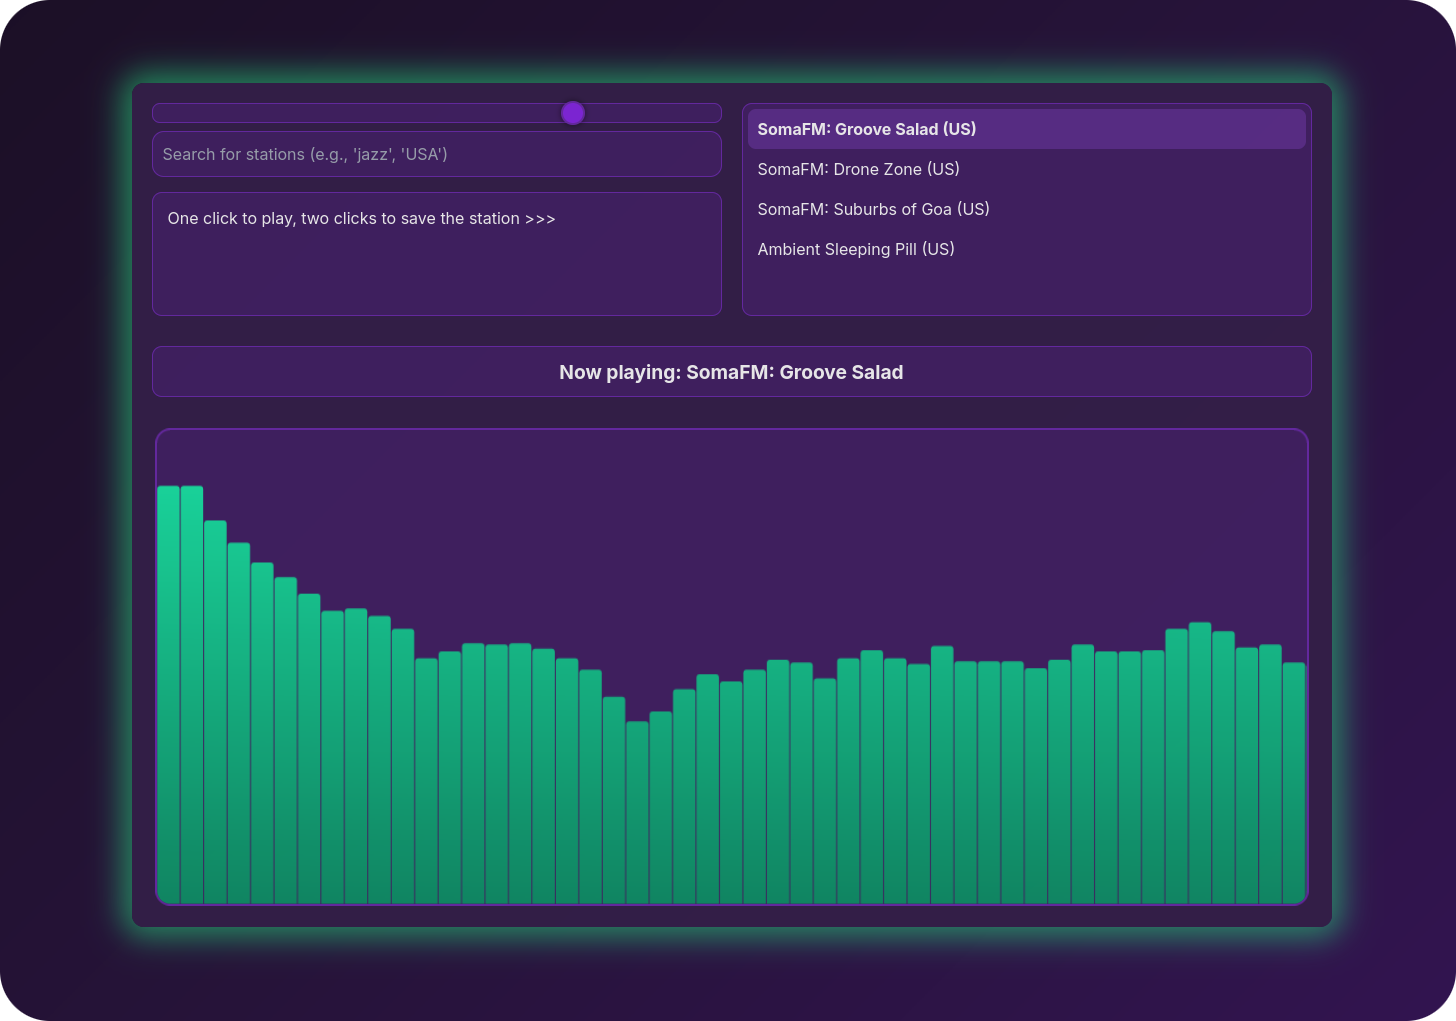 Search for stations (e.g., 'jazz', 'USA')
One click to play, two clicks to save the station >>>
SomaFM: Groove Salad (US)
SomaFM: Drone Zone (US)
SomaFM: Suburbs of Goa (US)
Ambient Sleeping Pill (US)
Now playing: SomaFM: Groove Salad